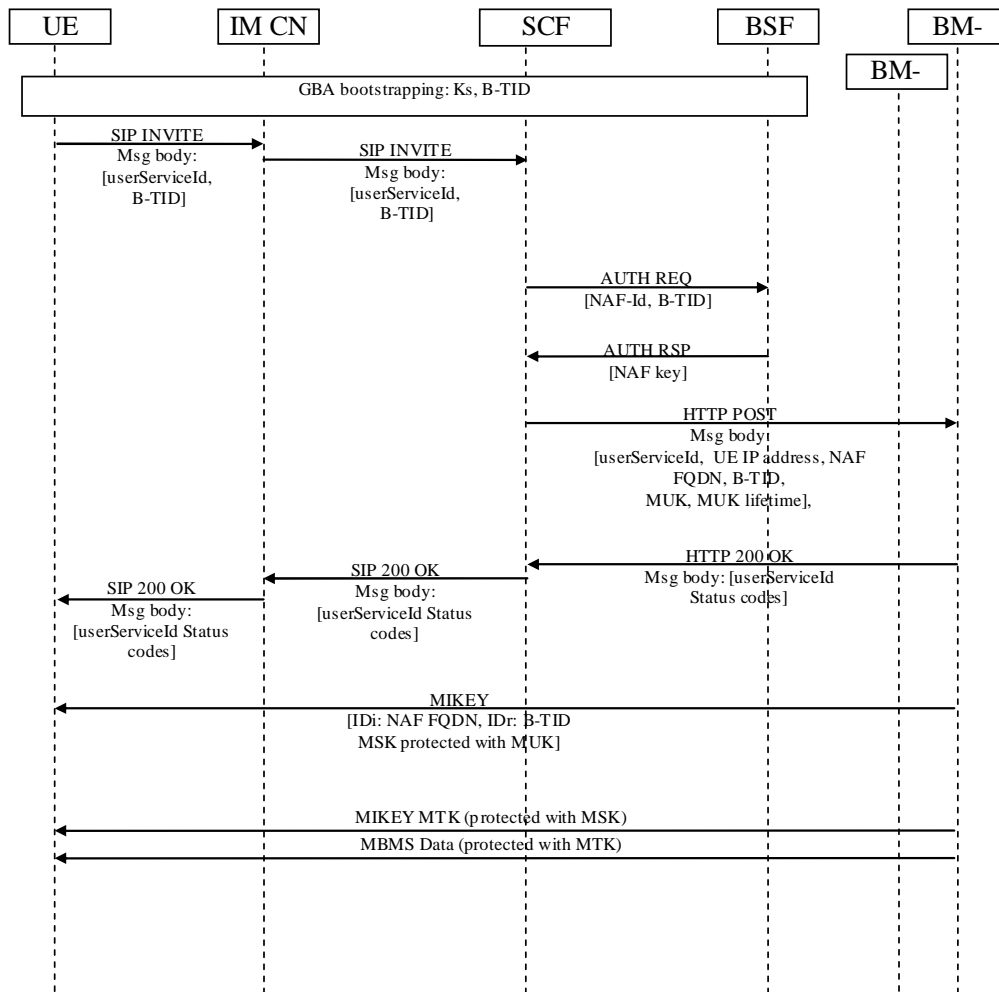 UE
IM CN
SCF
BSF
BM-
BM-
GBA bootstrapping: Ks, B-TID
SIP INVITE
Msg body:
[userServiceId,
B-TID]
SIP INVITE
Msg body:
[userServiceId,
B-TID]
AUTH REQ
[NAF-Id, B-TID]
AUTH RSP
[NAF key]
HTTP POST
Msg body
[userServiceId, UE IP address, NAF
FQDN, B-TID,
MUK, MUK lifetime],
HTTP 200 OK
Msg body: [userServiceId
Status codes]
SIP 200 OK
Msg body:
[userServiceId Status
codes]
SIP 200 OK
Msg body:
[userServiceId Status
codes]
MIKEY
[IDi: NAF FQDN, IDr: B-TID
MSK protected with MUK]
MIKEY MTK (protected with MSK)
MBMS Data (protected with MTK)